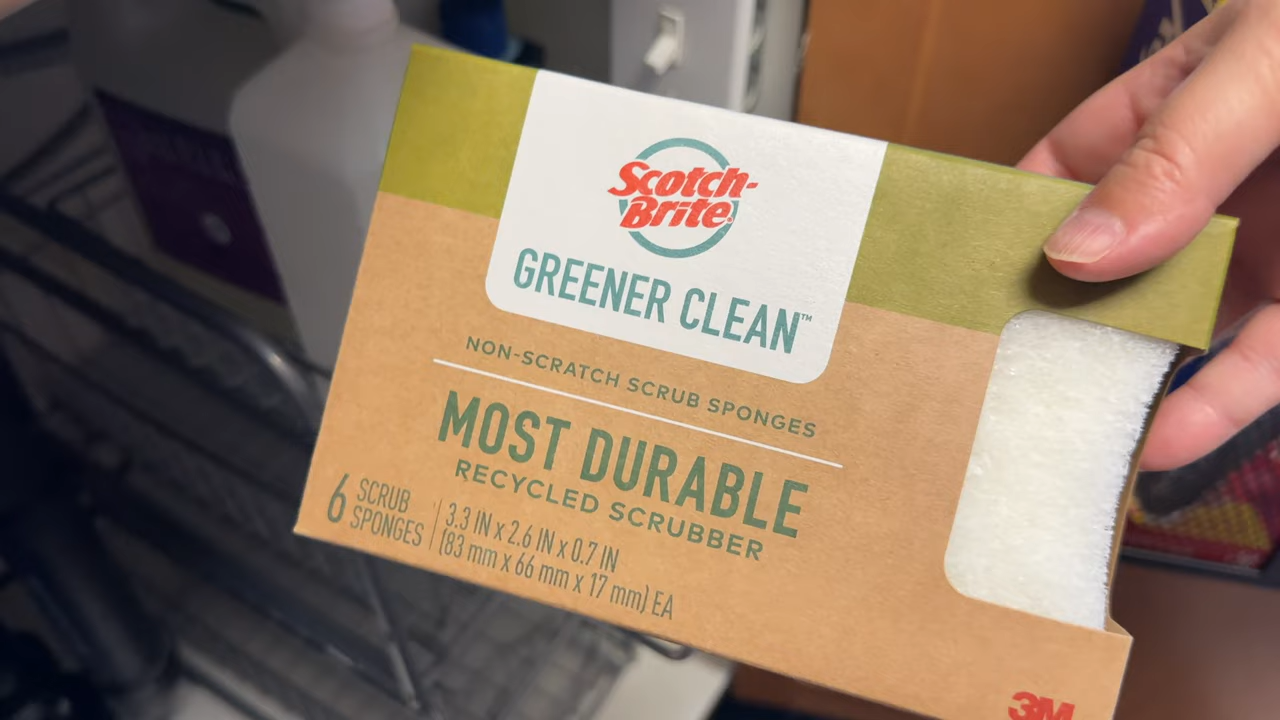 Scotch-
Brite
GREENER CLEAN™
NON-SCRATCH SCRUB SPONGES
MOST DURABLE
RECYCLED SCRUBBER
6 SCRUB
SPONGES
3.3 IN x 2.6 IN x 0.7 IN
(83 mm x 66 mm x 17 mm) EA
3M